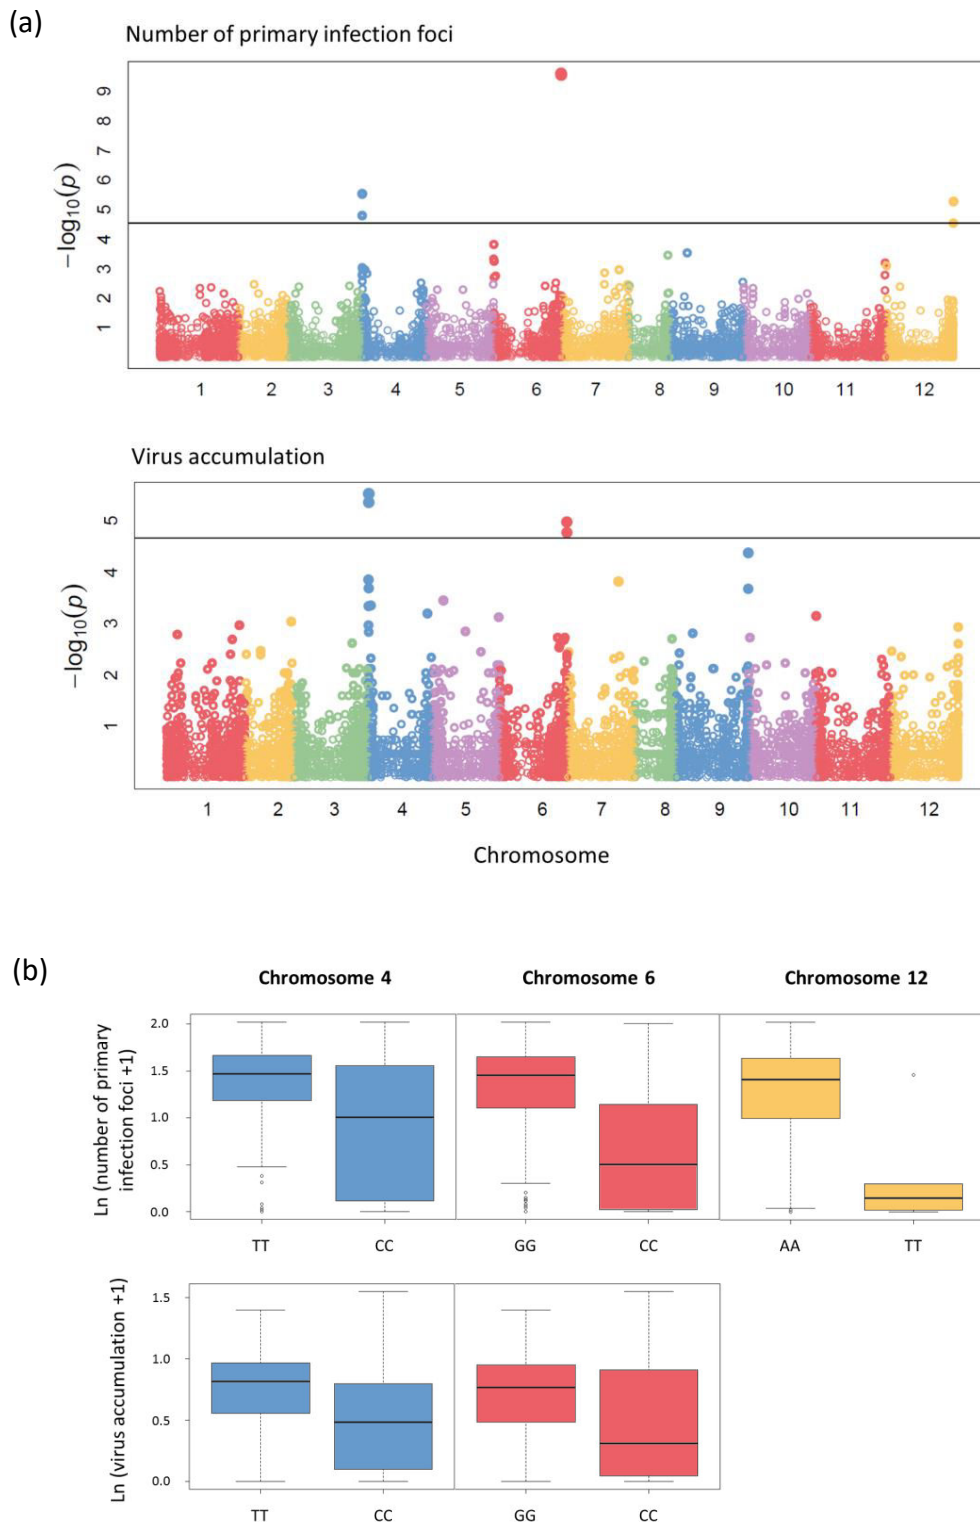 (a)
Number of primary infection foci
−log10(p)
9
8
7
6
5
4
3
2
1
1 2 3 4 5 6 7 8 9 10 11 12
Virus accumulation
−log10(p)
5
4
3
2
1
1 2 3 4 5 6 7 8 9 10 11 12
Chromosome
(b)
Chromosome 4 Chromosome 6 Chromosome 12
Ln (number of primary
infection foci +1)
2.0
1.5
1.0
0.5
0.0
TT CC GG CC AA TT
Ln (virus accumulation +1)
1.5
1.0
0.5
0.0
TT CC GG CC